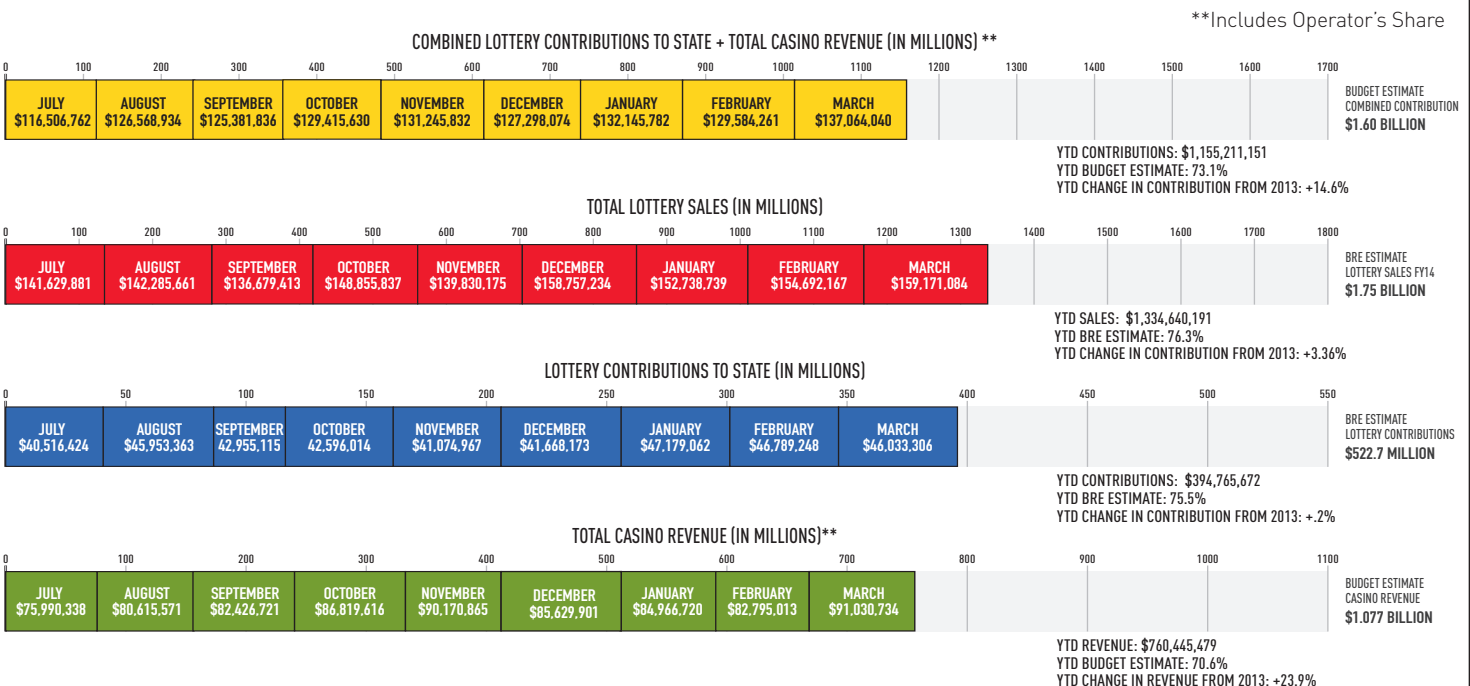 **Includes Operator's Share
COMBINED LOTTERY CONTRIBUTIONS TO STATE + TOTAL CASINO REVENUE (IN MILLIONS) **
0 100 200 300 400 500 600 700 800 900 1000 1100 1200 1300 1400 1500 1600 1700
JULY AUGUST SEPTEMBER OCTOBER NOVEMBER DECEMBER JANUARY FEBRUARY MARCH
$116,506,762 $126,568,934 $125,381,836 $129,415,630 $131,245,832 $127,298,074 $132,145,782 $129,584,261 $137,064,040
BUDGET ESTIMATE
COMBINED CONTRIBUTION
$1.60 BILLION
YTD CONTRIBUTIONS: $1,155,211,151
YTD BUDGET ESTIMATE: 73.1%
YTD CHANGE IN CONTRIBUTION FROM 2013: +14.6%
TOTAL LOTTERY SALES (IN MILLIONS)
0 100 200 300 400 500 600 700 800 900 1000 1100 1200 1300 1400 1500 1600 1700 1800
JULY AUGUST SEPTEMBER OCTOBER NOVEMBER DECEMBER JANUARY FEBRUARY MARCH
$141,629,881 $142,285,661 $136,679,413 $148,855,837 $139,830,175 $158,757,234 $152,738,739 $154,692,167 $159,171,084
BRE ESTIMATE
LOTTERY SALES FY14
$1.75 BILLION
YTD SALES: $1,334,640,191
YTD BRE ESTIMATE: 76.3%
YTD CHANGE IN CONTRIBUTION FROM 2013: +3.36%
LOTTERY CONTRIBUTIONS TO STATE (IN MILLIONS)
0 50 100 150 200 250 300 350 400 450 500 550
JULY AUGUST SEPTEMBER OCTOBER NOVEMBER DECEMBER JANUARY FEBRUARY MARCH
$40,516,424 $45,953,363 42,955,115 42,596,014 $41,074,967 $41,668,173 $47,179,062 $46,789,248 $46,033,306
BRE ESTIMATE
LOTTERY CONTRIBUTIONS
$522.7 MILLION
YTD CONTRIBUTIONS: $394,765,672
YTD BRE ESTIMATE: 75.5%
YTD CHANGE IN CONTRIBUTION FROM 2013: +.2%
TOTAL CASINO REVENUE (IN MILLIONS)**
0 100 200 300 400 500 600 700 800 900 1000 1100
JULY AUGUST SEPTEMBER OCTOBER NOVEMBER DECEMBER JANUARY FEBRUARY MARCH
$75,990,338 $80,615,571 $82,426,721 $86,819,616 $90,170,865 $85,629,901 $84,966,720 $82,795,013 $91,030,734
BUDGET ESTIMATE
CASINO REVENUE
$1.077 BILLION
YTD REVENUE: $760,445,479
YTD BUDGET ESTIMATE: 70.6%
YTD CHANGE IN REVENUE FROM 2013: +23.9%